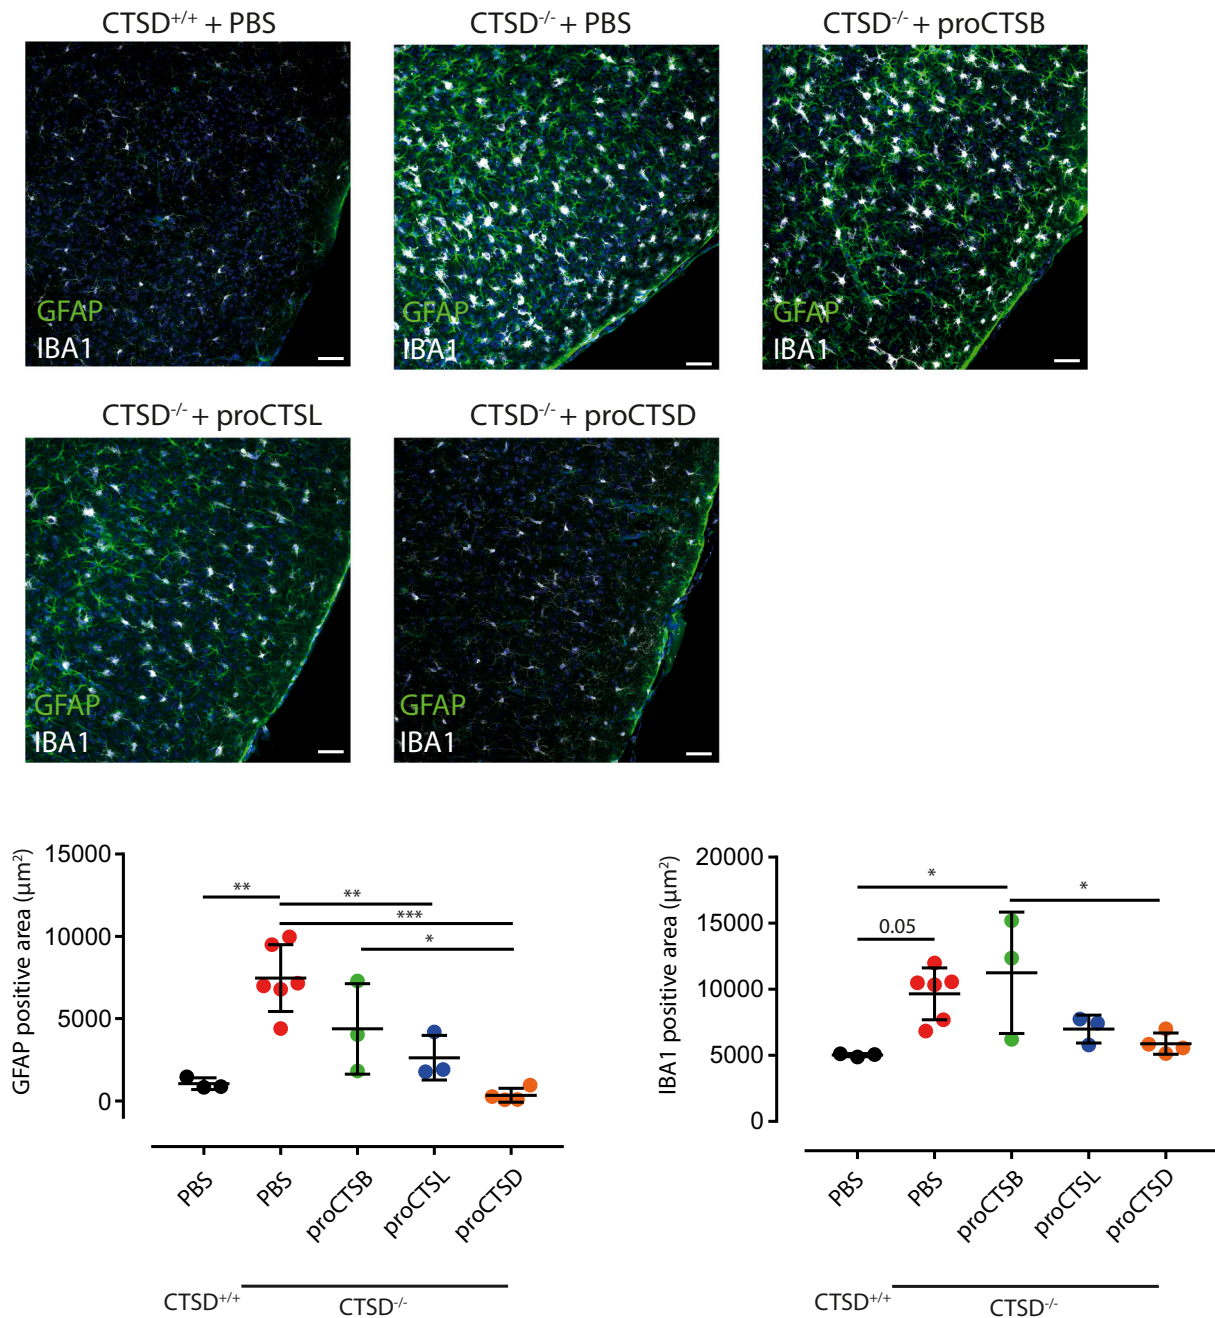 CTSD+/+ + PBS
CTSD-/- + PBS
CTSD-/- + proCTSB
GFAP
IBA1
GFAP
IBA1
GFAP
IBA1
CTSD-/- + proCTSL
CTSD-/- + proCTSD
GFAP
IBA1
GFAP
IBA1
GFAP positive area (µm²)
15000
10000
5000
0
**
**
***
*
PBS
PBS
proCTSB
proCTSL
proCTSD
CTSD+/+
CTSD-/-
IBA1 positive area (µm²)
20000
15000
10000
5000
0
*
*
0.05
PBS
PBS
proCTSB
proCTSL
proCTSD
CTSD+/+
CTSD-/-